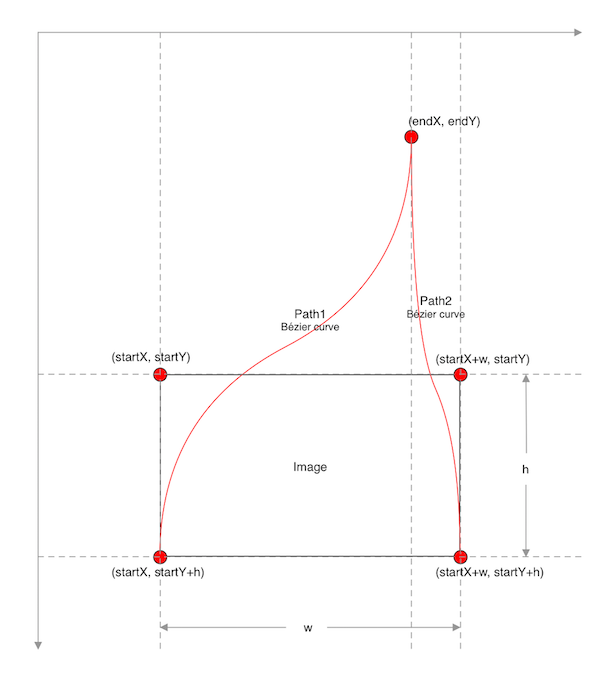 (endX, endY)
Path1
Bézier curve
Path2
Bézier curve
(startX, startY)
(startX+w, startY)
Image
h
(startX, startY+h)
(startX+w, startY+h)
w